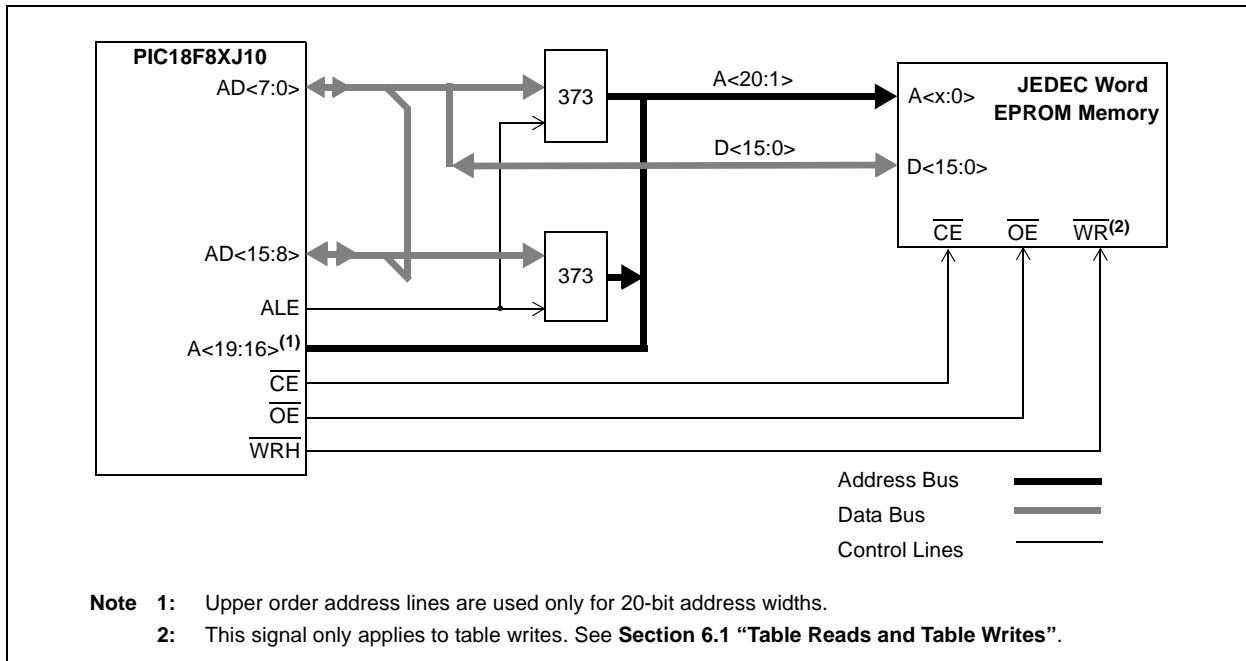 PIC18F8XJ10
AD<7:0>
373
A<20:1>
A<x:0>
JEDEC Word
EPROM Memory
D<15:0>
D<15:0>
CE
OE
WR(2)
AD<15:8>
373
ALE
A<19:16>(1)
CE
OE
WRH
Address Bus
Data Bus
Control Lines
Note 1: Upper order address lines are used only for 20-bit address widths.
2: This signal only applies to table writes. See Section 6.1 “Table Reads and Table Writes”.